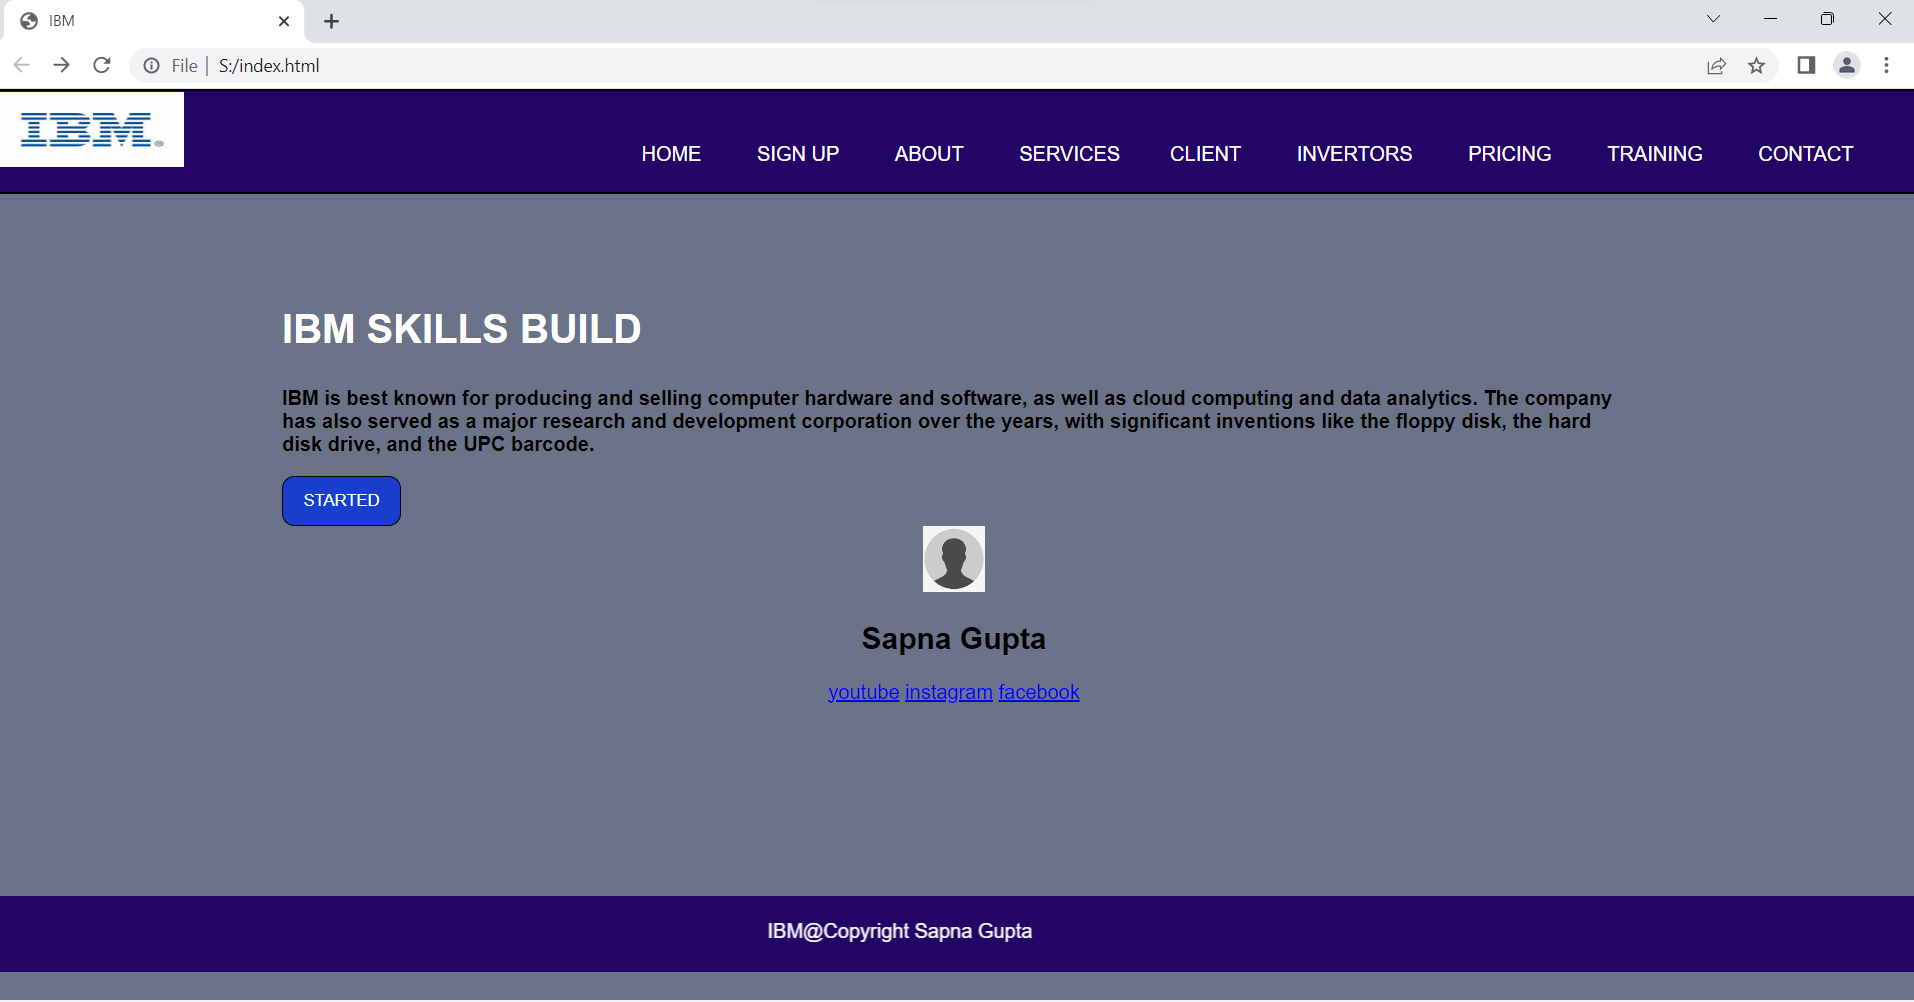 IBM
File | S:/index.html
IBM.
HOME SIGN UP ABOUT SERVICES CLIENT INVERTORS PRICING TRAINING CONTACT
IBM SKILLS BUILD
IBM is best known for producing and selling computer hardware and software, as well as cloud computing and data analytics. The company
has also served as a major research and development corporation over the years, with significant inventions like the floppy disk, the hard
disk drive, and the UPC barcode.
STARTED
Sapna Gupta
youtube instagram facebook
IBM@Copyright Sapna Gupta